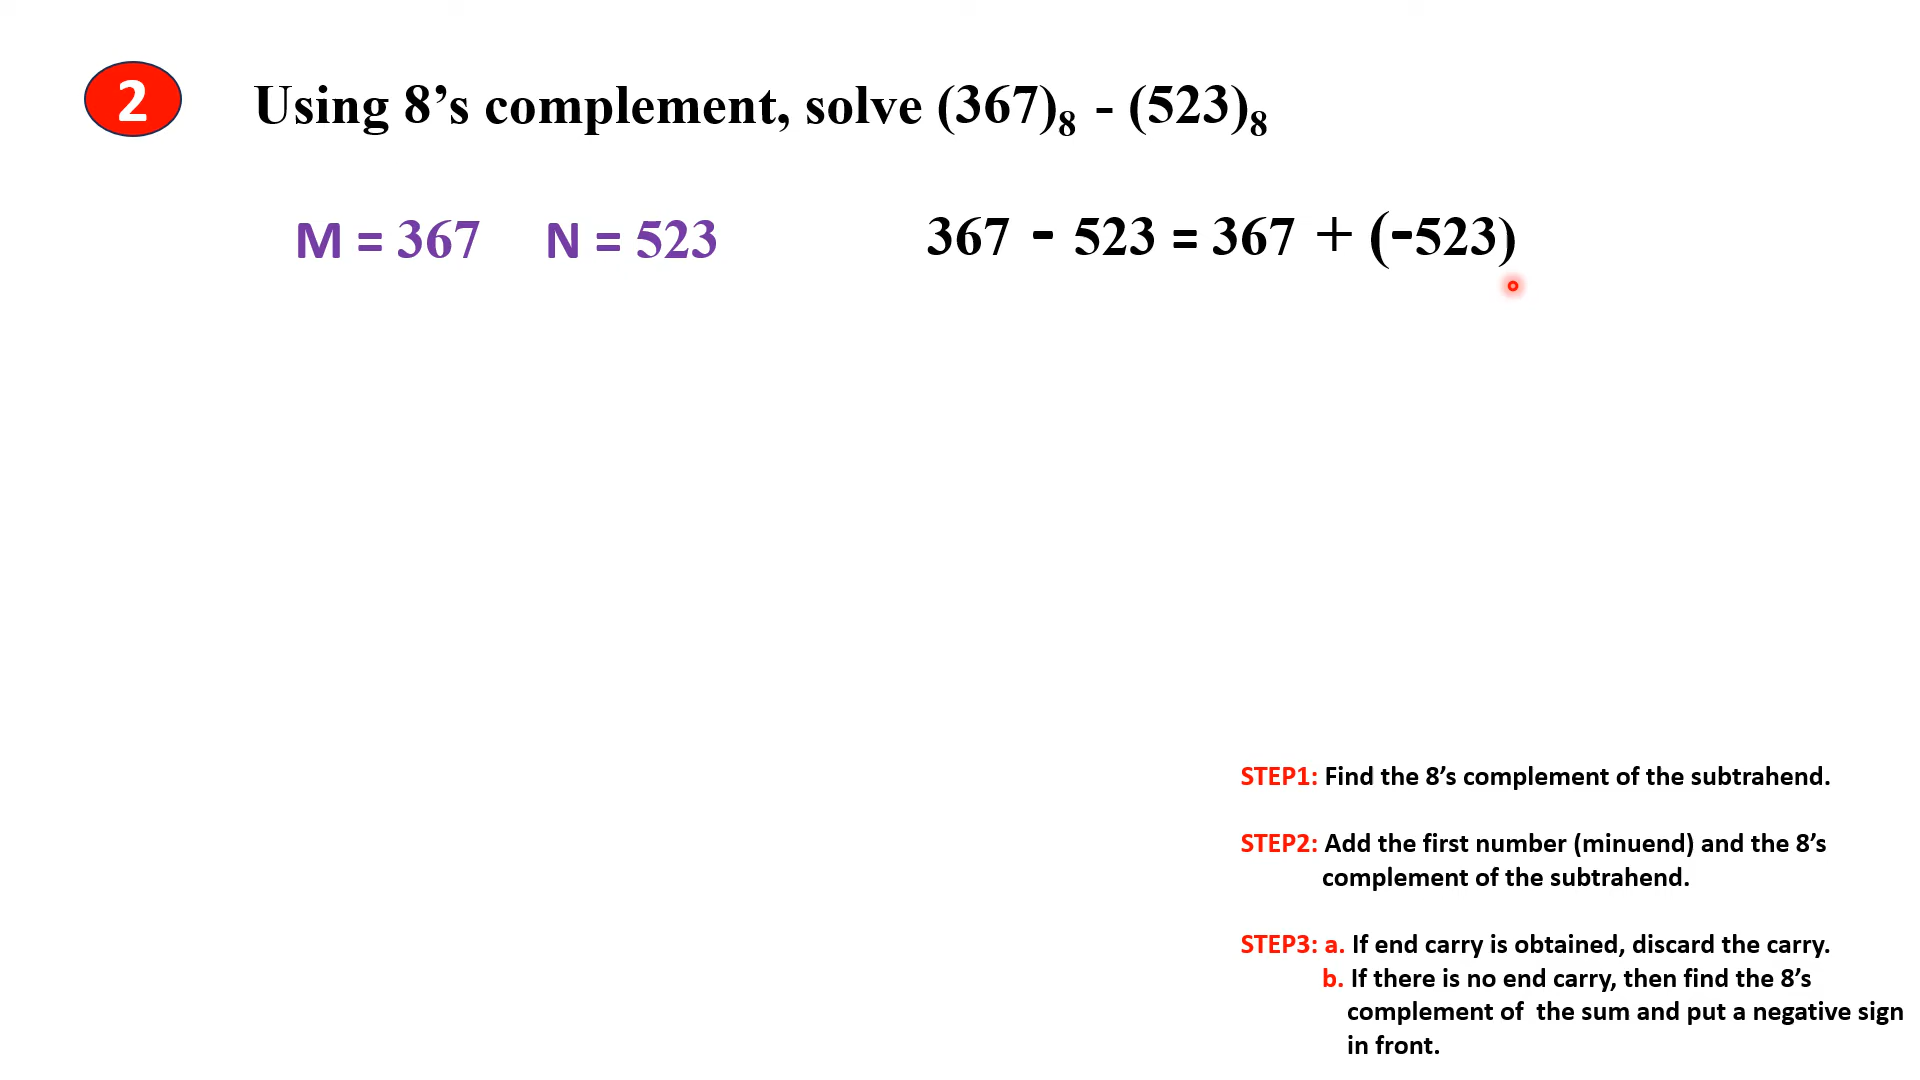 2
Using 8’s complement, solve (367)₈ - (523)₈
M = 367 N = 523
367 - 523 = 367 + (-523)
STEP1: Find the 8’s complement of the subtrahend.
STEP2: Add the first number (minuend) and the 8’s
complement of the subtrahend.
STEP3: a. If end carry is obtained, discard the carry.
b. If there is no end carry, then find the 8’s
complement of the sum and put a negative sign
in front.